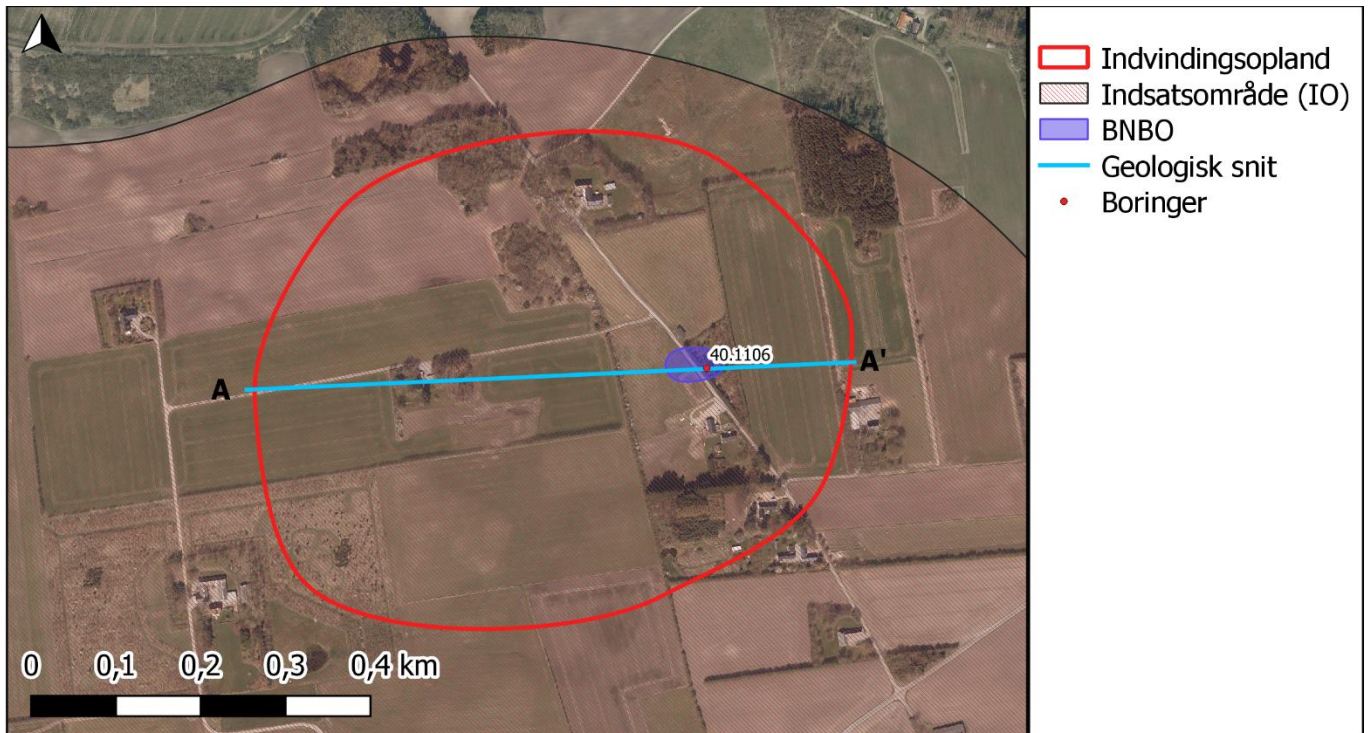 Indvindingsopland
Indsatsområde (IO)
BNBO
Geologisk snit
Boringer
40.1106
A
A'
0 0,1 0,2 0,3 0,4 km